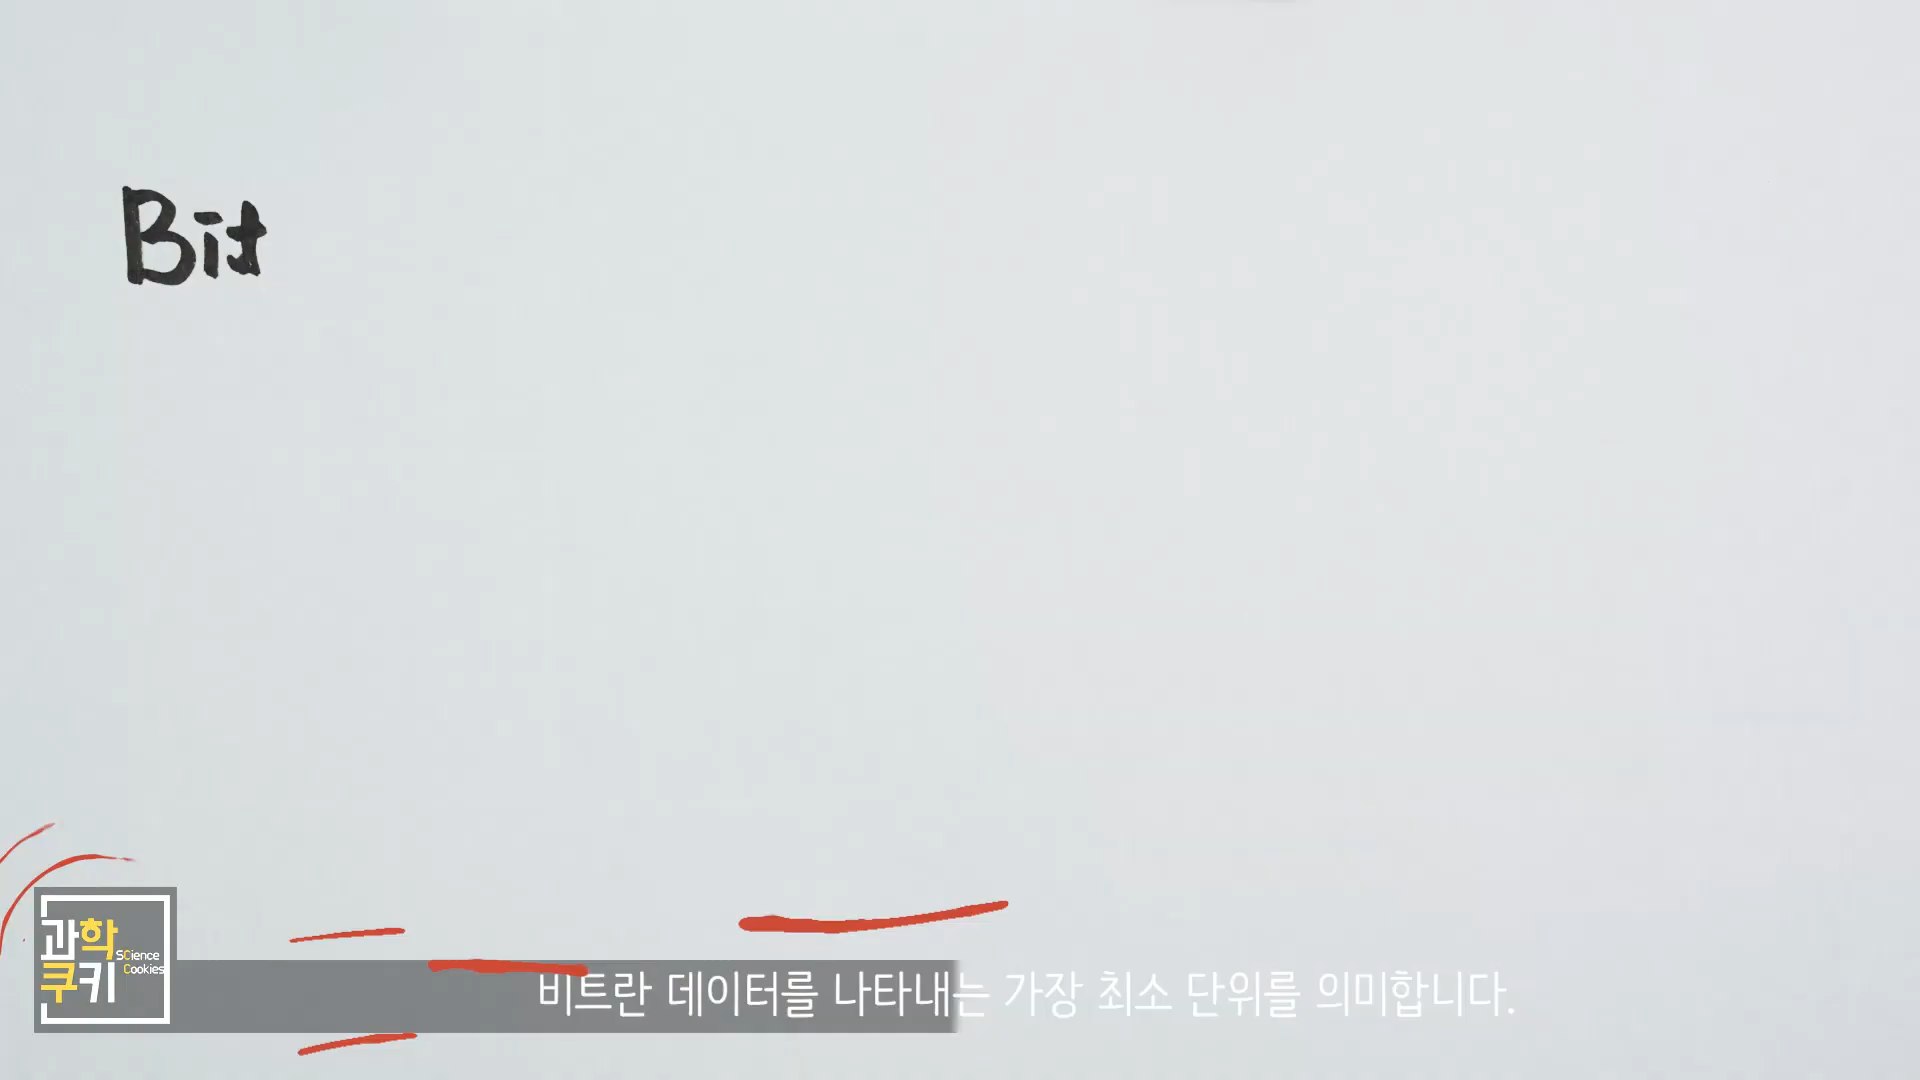 Bit
과학
쿠키
Science
Cookies
비트란 데이터를 나타내는 가장 최소 단위를 의미합니다.